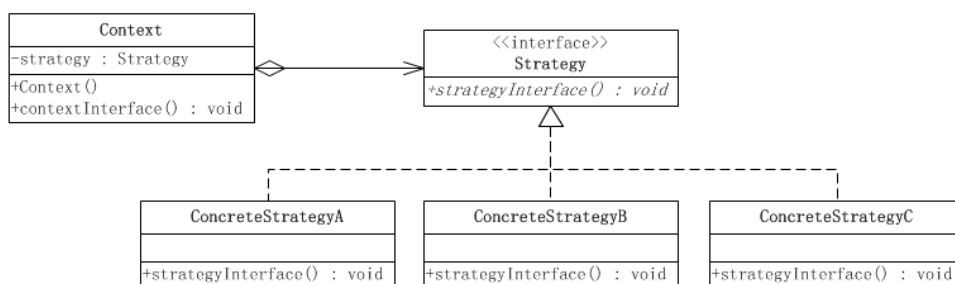 Context
-strategy : Strategy
+Context()
+contextInterface() : void
<<interface>>
Strategy
+strategyInterface() : void
ConcreteStrategyA
+strategyInterface() : void
ConcreteStrategyB
+strategyInterface() : void
ConcreteStrategyC
+strategyInterface() : void